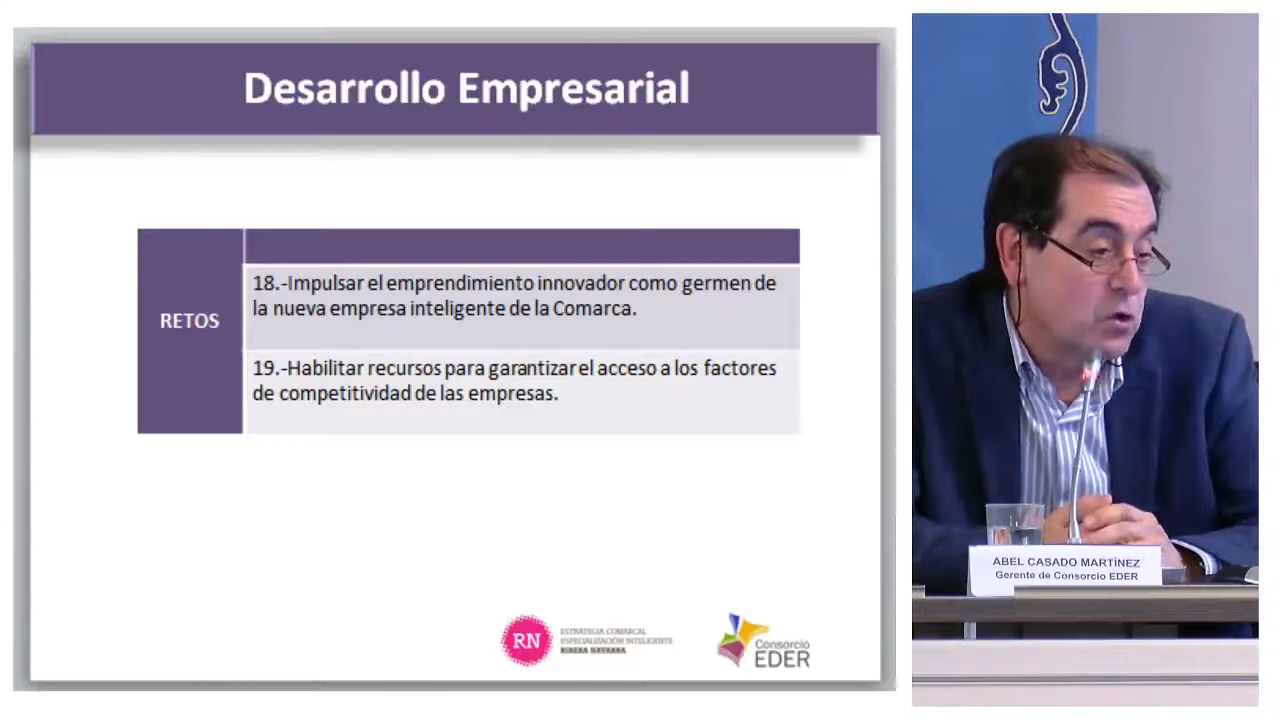 Desarrollo Empresarial
RETOS
18.-Impulsar el emprendimiento innovador como germen de
la nueva empresa inteligente de la Comarca.
19.-Habilitar recursos para garantizar el acceso a los factores
de competitividad de las empresas.
RN
ESTRATEGIA COMARCAL
ESPECIALIZACIÓN INTELIGENTE
RIBERA NAVARRA
Consorcio
EDER
ABEL CASADO MARTÍNEZ
Gerente de Consorcio EDER